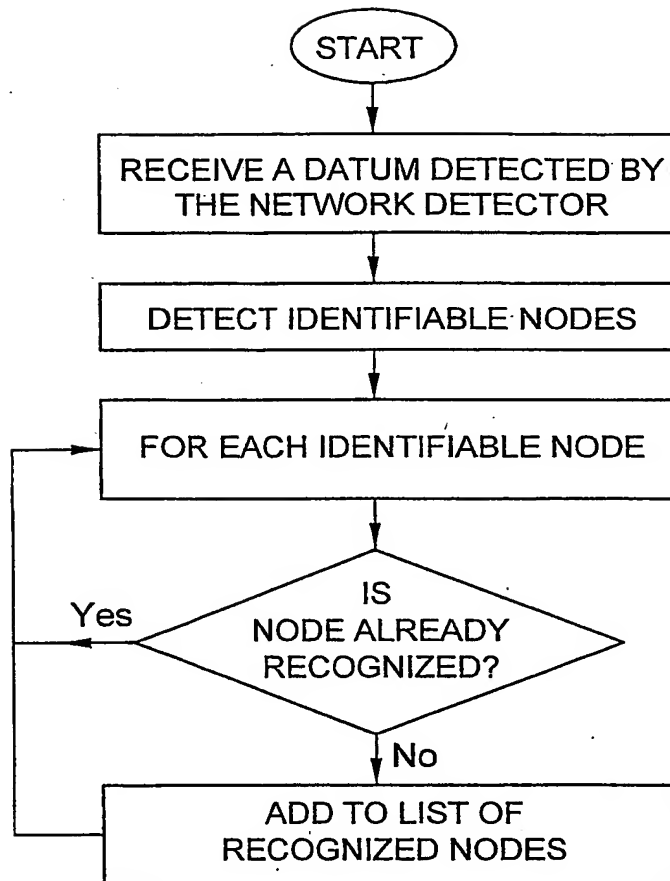 START
RECEIVE A DATUM DETECTED BY
THE NETWORK DETECTOR
DETECT IDENTIFIABLE NODES
FOR EACH IDENTIFIABLE NODE
IS
NODE ALREADY
RECOGNIZED?
Yes
No
ADD TO LIST OF
RECOGNIZED NODES